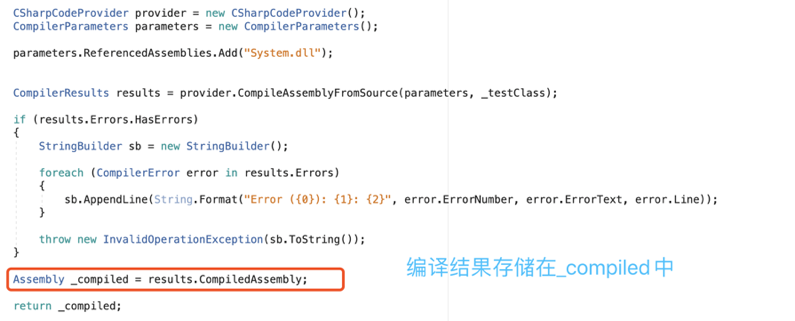 CSharpCodeProvider provider = new CSharpCodeProvider();
CompilerParameters parameters = new CompilerParameters();
parameters.ReferencedAssemblies.Add("System.dll");
CompilerResults results = provider.CompileAssemblyFromSource(parameters, _testClass);
if (results.Errors.HasErrors)
{
StringBuilder sb = new StringBuilder();
foreach (CompilerError error in results.Errors)
{
sb.AppendLine(String.Format("Error ({0}): {1}: {2}", error.ErrorNumber, error.ErrorText, error.Line));
}
throw new InvalidOperationException(sb.ToString());
}
编译结果存储在_compiled中
Assembly _compiled = results.CompiledAssembly;
return _compiled;